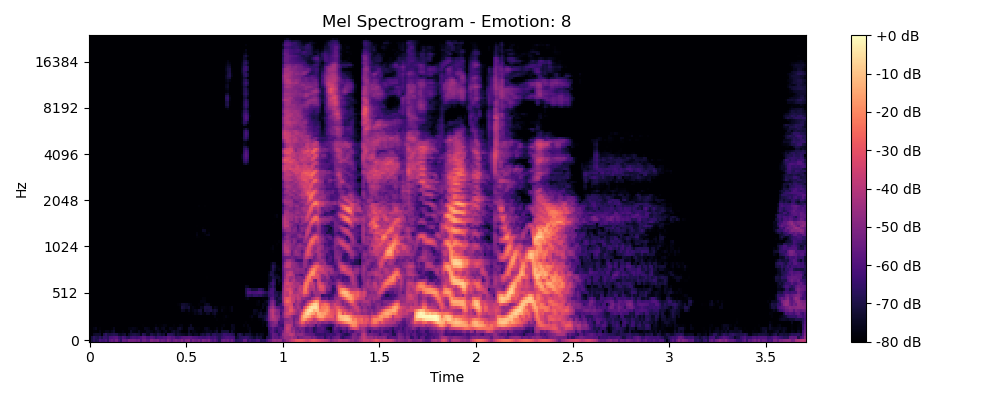 Mel Spectrogram - Emotion: 8
Hz
16384
8192
4096
2048
1024
512
0
0 0.5 1 1.5 2 2.5 3 3.5
Time
+0 dB
-10 dB
-20 dB
-30 dB
-40 dB
-50 dB
-60 dB
-70 dB
-80 dB